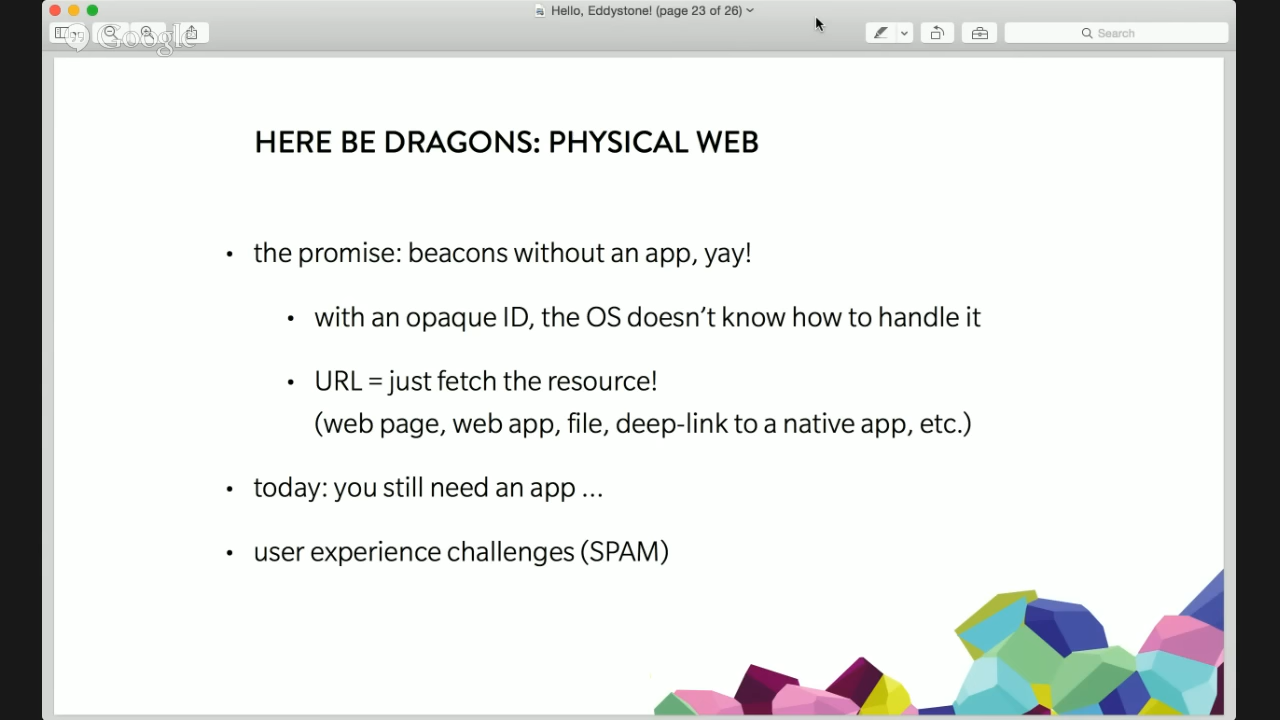 Hello, Eddystone! (page 23 of 26)
Google
Search
HERE BE DRAGONS: PHYSICAL WEB
• the promise: beacons without an app, yay!
• with an opaque ID, the OS doesn’t know how to handle it
• URL = just fetch the resource!
(web page, web app, file, deep-link to a native app, etc.)
• today: you still need an app …
• user experience challenges (SPAM)